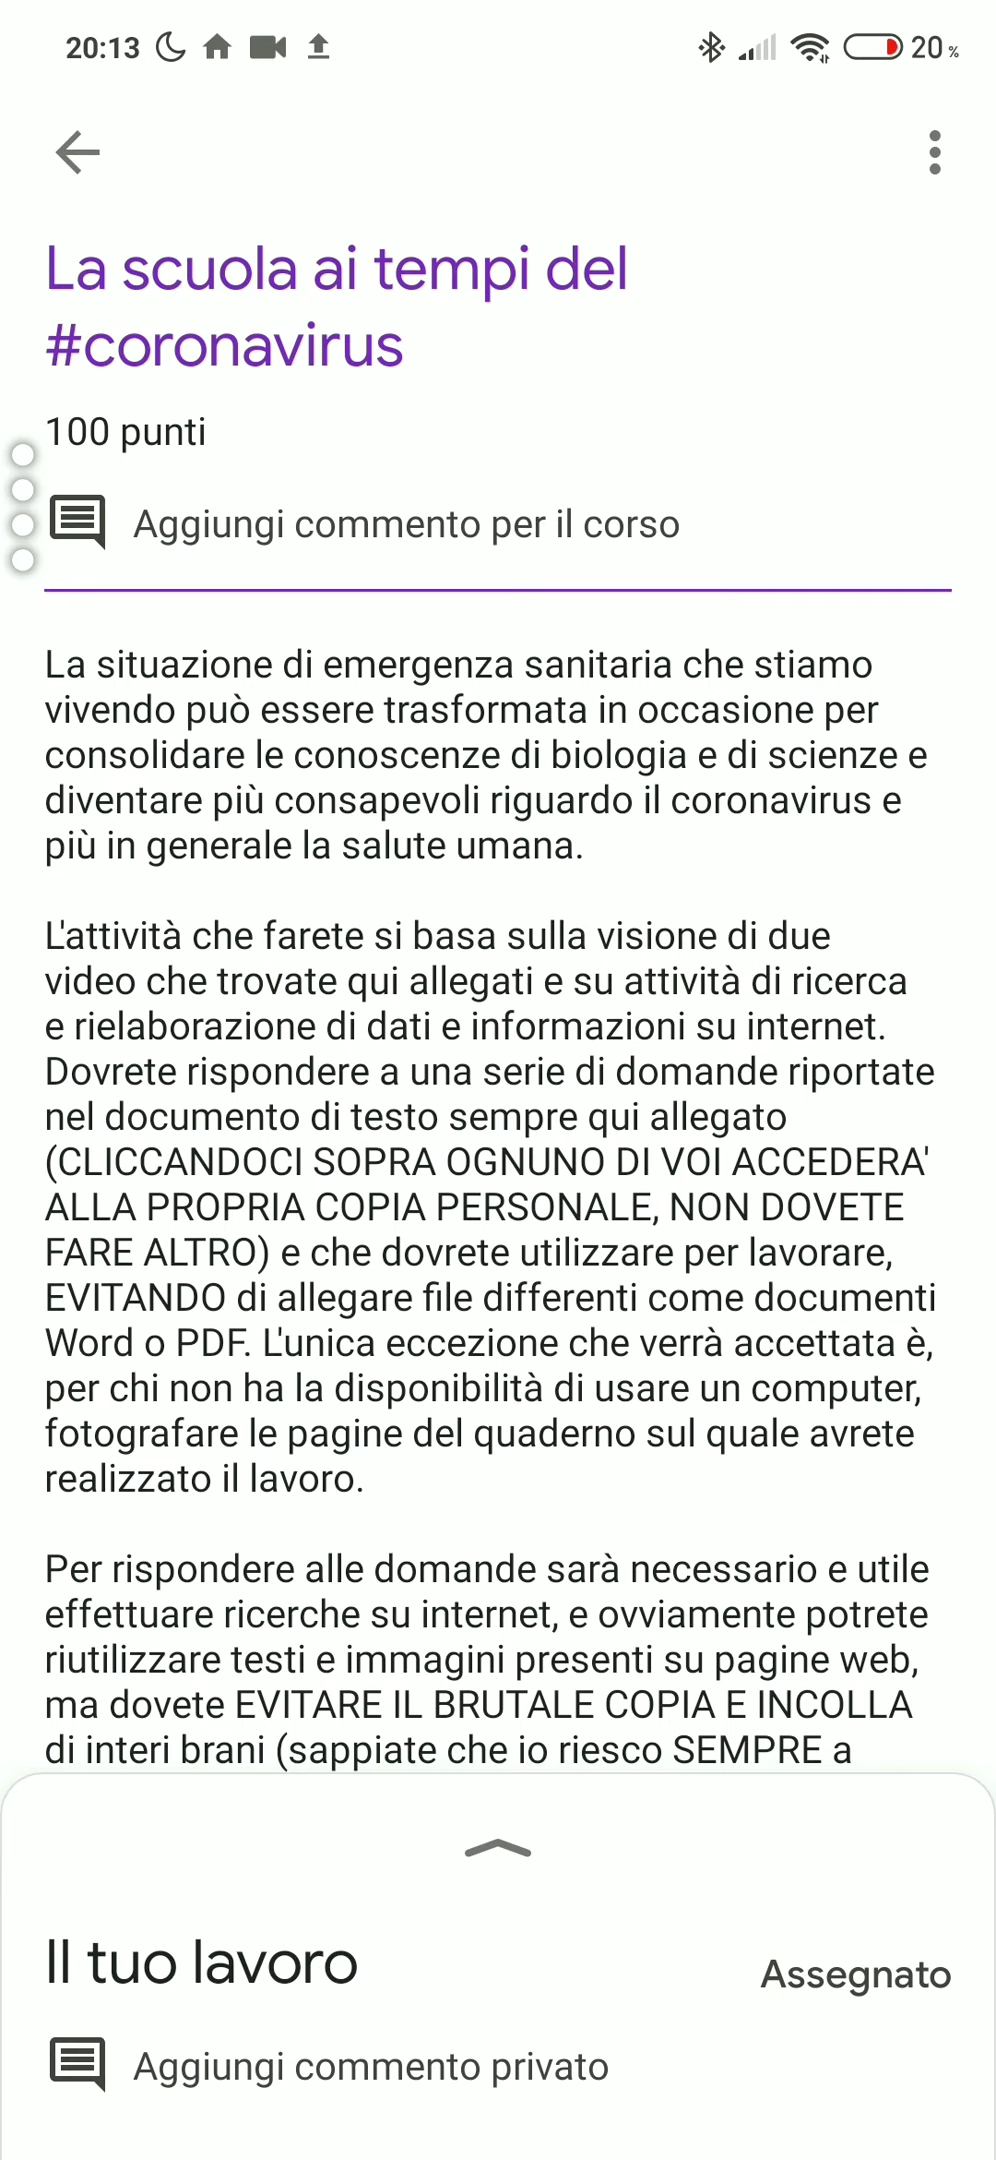 20:13
20 %
La scuola ai tempi del
#coronavirus
100 punti
Aggiungi commento per il corso
La situazione di emergenza sanitaria che stiamo
vivendo può essere trasformata in occasione per
consolidare le conoscenze di biologia e di scienze e
diventare più consapevoli riguardo il coronavirus e
più in generale la salute umana.
L'attività che farete si basa sulla visione di due
video che trovate qui allegati e su attività di ricerca
e rielaborazione di dati e informazioni su internet.
Dovrete rispondere a una serie di domande riportate
nel documento di testo sempre qui allegato
(CLICCANDOCI SOPRA OGNUNO DI VOI ACCEDERA'
ALLA PROPRIA COPIA PERSONALE, NON DOVETE
FARE ALTRO) e che dovrete utilizzare per lavorare,
EVITANDO di allegare file differenti come documenti
Word o PDF. L'unica eccezione che verrà accettata è,
per chi non ha la disponibilità di usare un computer,
fotografare le pagine del quaderno sul quale avrete
realizzato il lavoro.
Per rispondere alle domande sarà necessario e utile
effettuare ricerche su internet, e ovviamente potrete
riutilizzare testi e immagini presenti su pagine web,
ma dovete EVITARE IL BRUTALE COPIA E INCOLLA
di interi brani (sappiate che io riesco SEMPRE a
Il tuo lavoro
Assegnato
Aggiungi commento privato